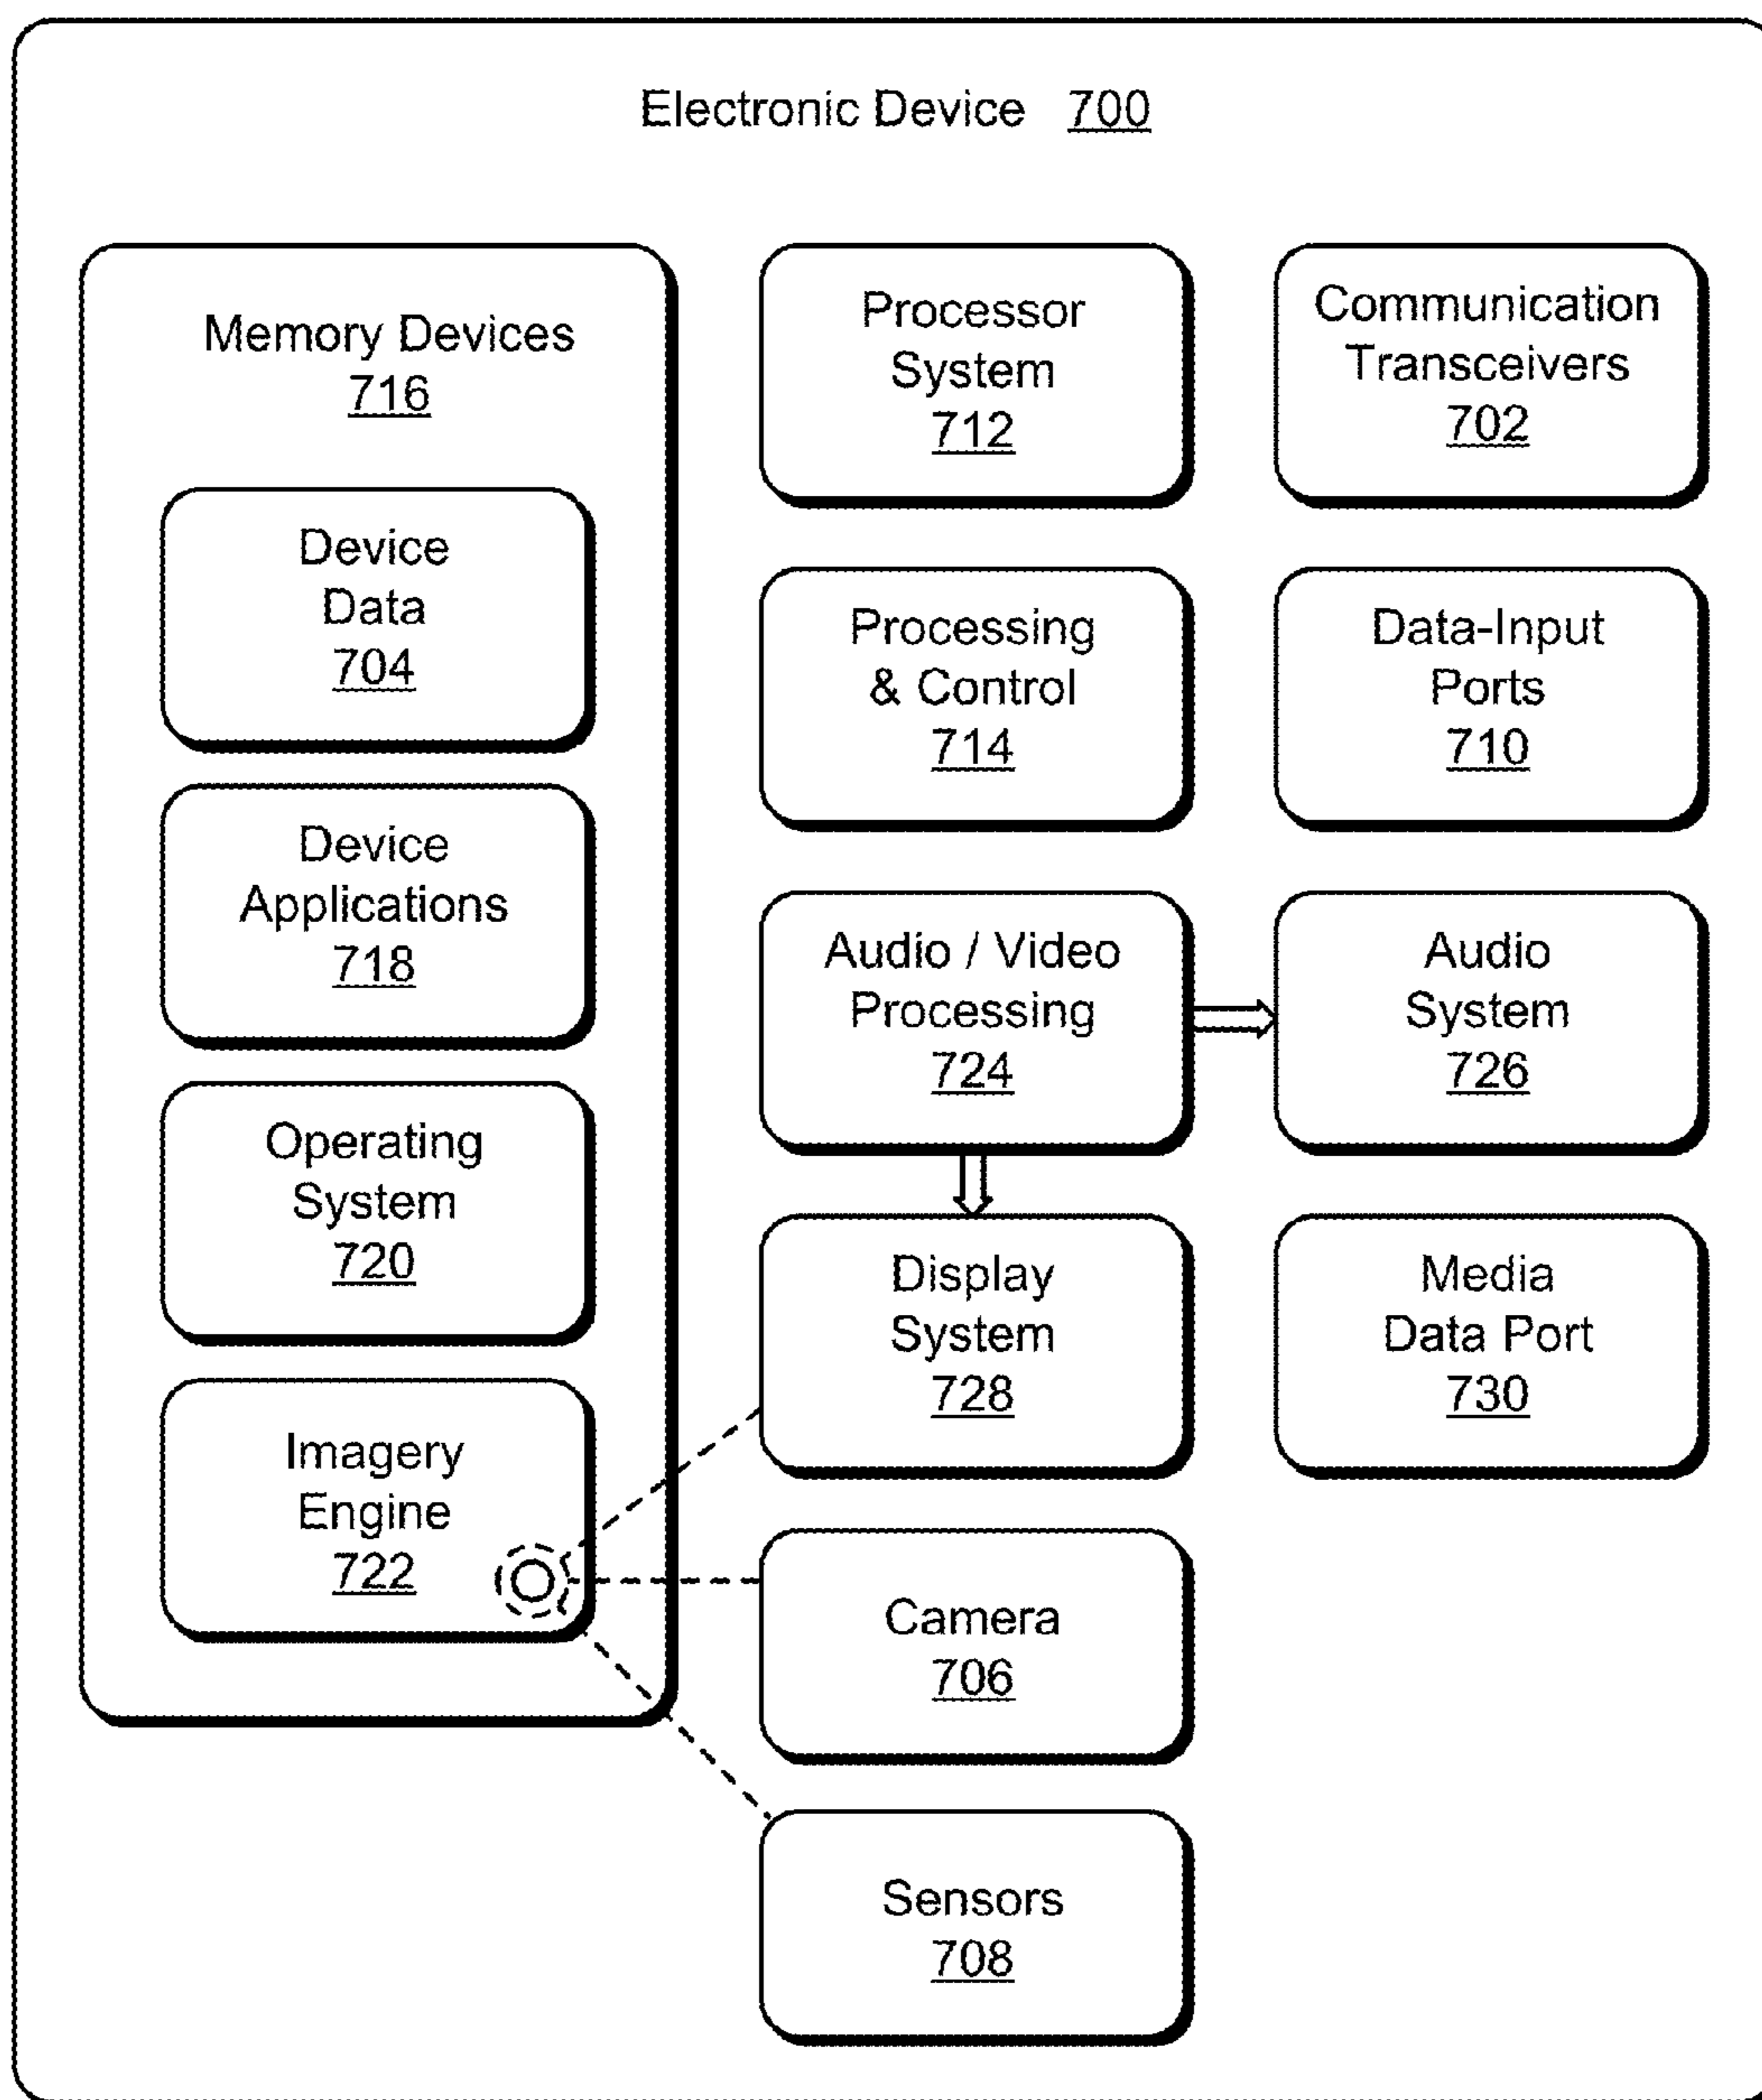 Electronic Device 700
Memory Devices
716
Device
Data
704
Device
Applications
718
Operating
System
720
Imagery
Engine
722
Processor
System
712
Communication
Transceivers
702
Processing
& Control
714
Data-Input
Ports
710
Audio / Video
Processing
724
Audio
System
726
Display
System
728
Media
Data Port
730
Camera
706
Sensors
708